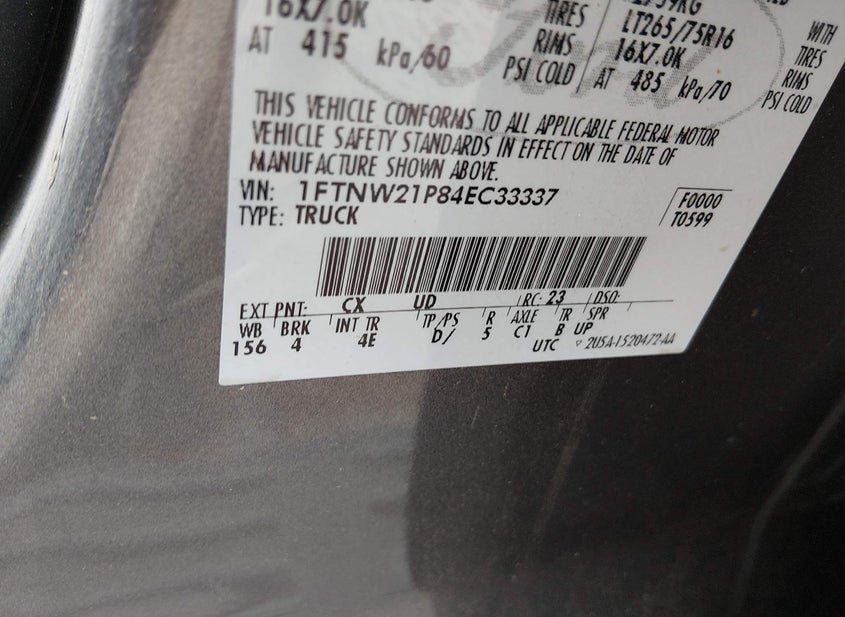 16X7.0K TIRES LT265/75R16 WITH
AT 415 kPa/60 RIMS 16X7.0K TIRES
PSI COLD AT 485 kPa/70 RIMS
PSI COLD
THIS VEHICLE CONFORMS TO ALL APPLICABLE FEDERAL MOTOR
VEHICLE SAFETY STANDARDS IN EFFECT ON THE DATE OF
MANUFACTURE SHOWN ABOVE.
VIN: 1FTNW21P84EC33337 F0000
TYPE: TRUCK T0599
EXT PNT: CX UD RC: 23 DSO:
WB BRK INT TR TP/PS R AXLE TR SPR
156 4 4E D/ 5 C1 B UP
UTC ▽ 2U5A-1520472-AA